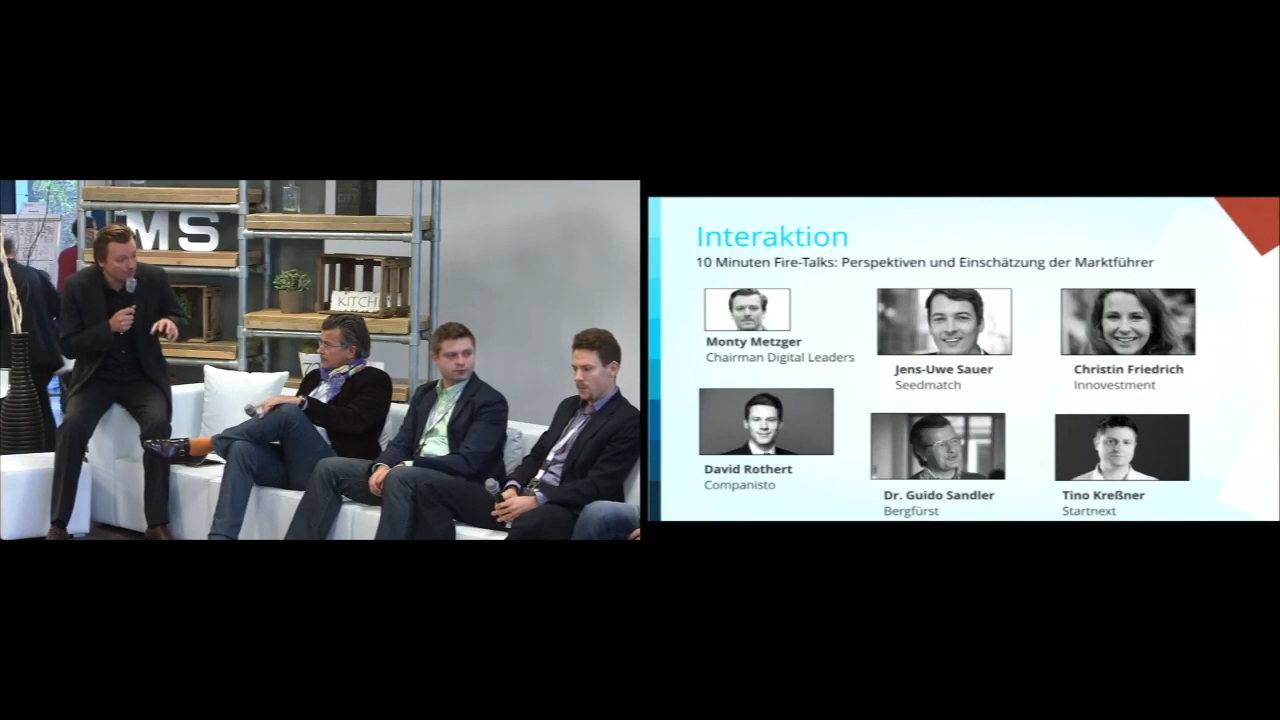 MS
KITCH
Interaktion
10 Minuten Fire-Talks: Perspektiven und Einschätzung der Marktführer
Monty Metzger
Chairman Digital Leaders
Jens-Uwe Sauer
Seedmatch
Christin Friedrich
Innovestment
David Rothert
Companisto
Dr. Guido Sandler
Bergfürst
Tino Kreßner
Startnext